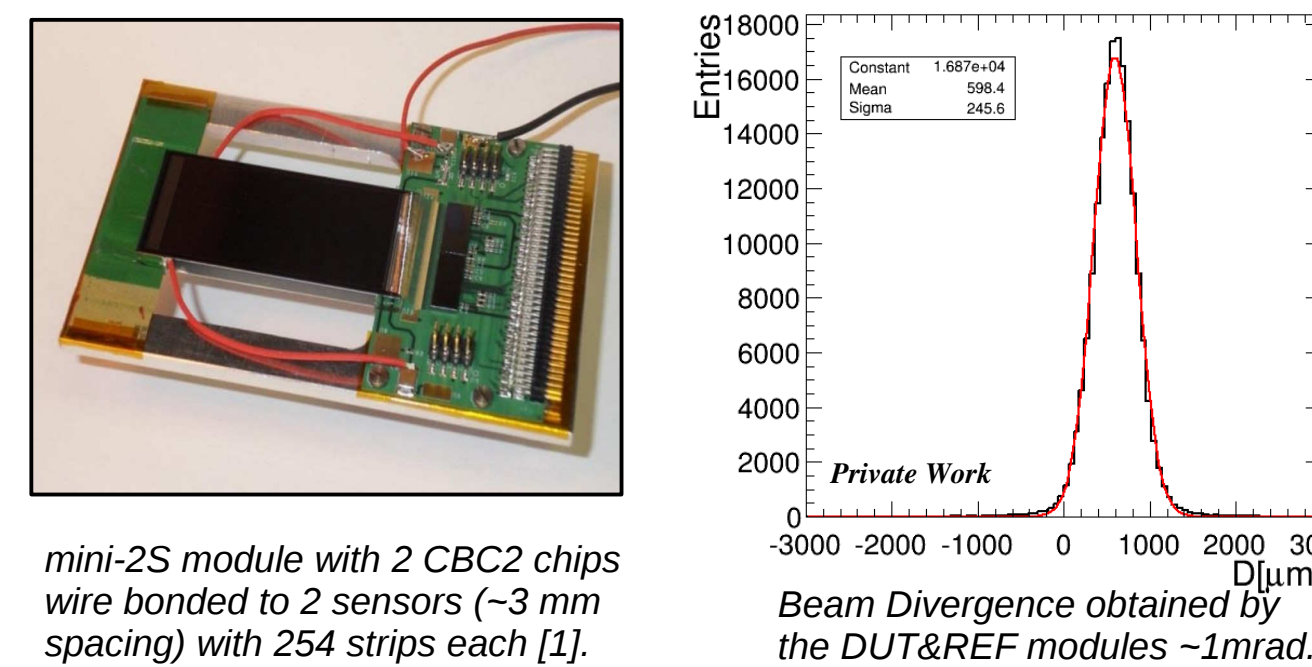 mini-2S module with 2 CBC2 chips
wire bonded to 2 sensors (~3 mm
spacing) with 254 strips each [1].
Entries
18000
16000
14000
12000
10000
8000
6000
4000
2000
0
Constant 1.687e+04
Mean 598.4
Sigma 245.6
Private Work
-3000 -2000 -1000 0 1000 2000 30
D[μm
Beam Divergence obtained by
the DUT&REF modules ~1mrad.